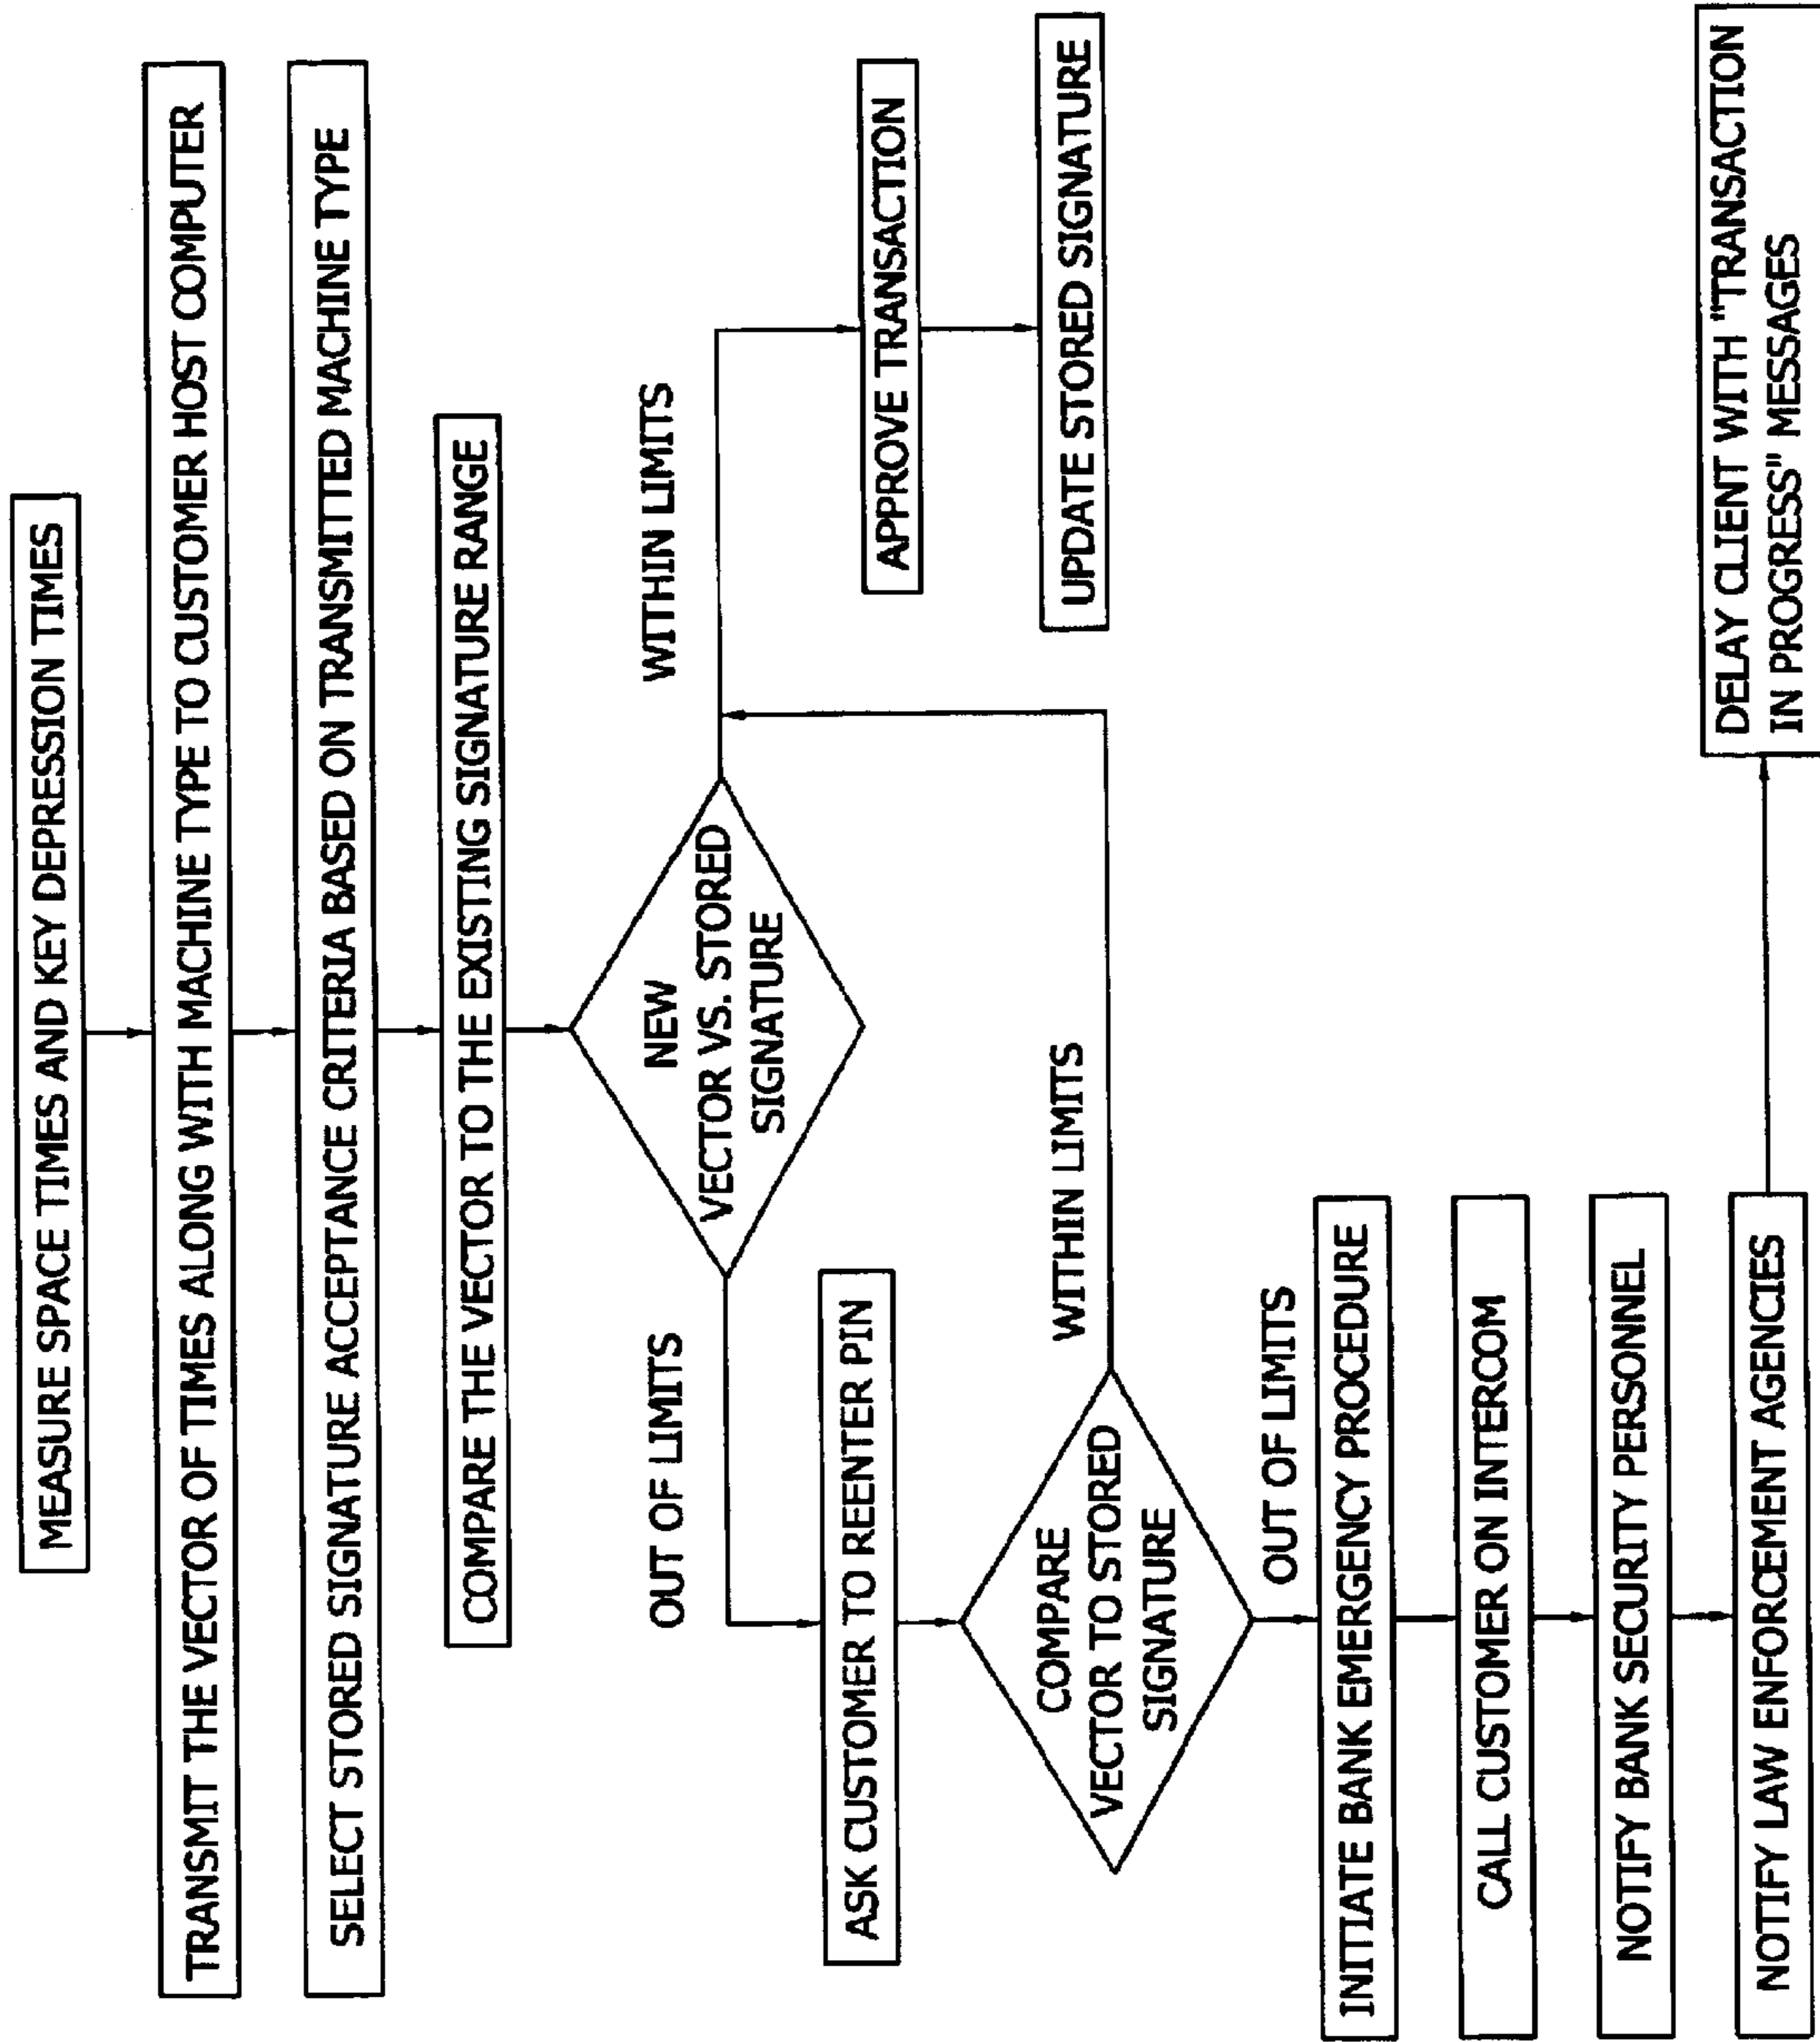 MEASURE SPACE TIMES AND KEY DEPRESSION TIMES
TRANSMIT THE VECTOR OF TIMES ALONG WITH MACHINE TYPE TO CUSTOMER HOST COMPUTER
SELECT STORED SIGNATURE ACCEPTANCE CRITERIA BASED ON TRANSMITTED MACHINE TYPE
COMPARE THE VECTOR TO THE EXISTING SIGNATURE RANGE
NEW
VECTOR VS. STORED
SIGNATURE
OUT OF LIMITS
WITHIN LIMITS
ASK CUSTOMER TO REENTER PIN
APPROVE TRANSACTION
UPDATE STORED SIGNATURE
COMPARE
VECTOR TO STORED
SIGNATURE
WITHIN LIMITS
OUT OF LIMITS
INITIATE BANK EMERGENCY PROCEDURE
CALL CUSTOMER ON INTERCOM
NOTIFY BANK SECURITY PERSONNEL
NOTIFY LAW ENFORCEMENT AGENCIES
DELAY CLIENT WITH "TRANSACTION
IN PROGRESS" MESSAGES